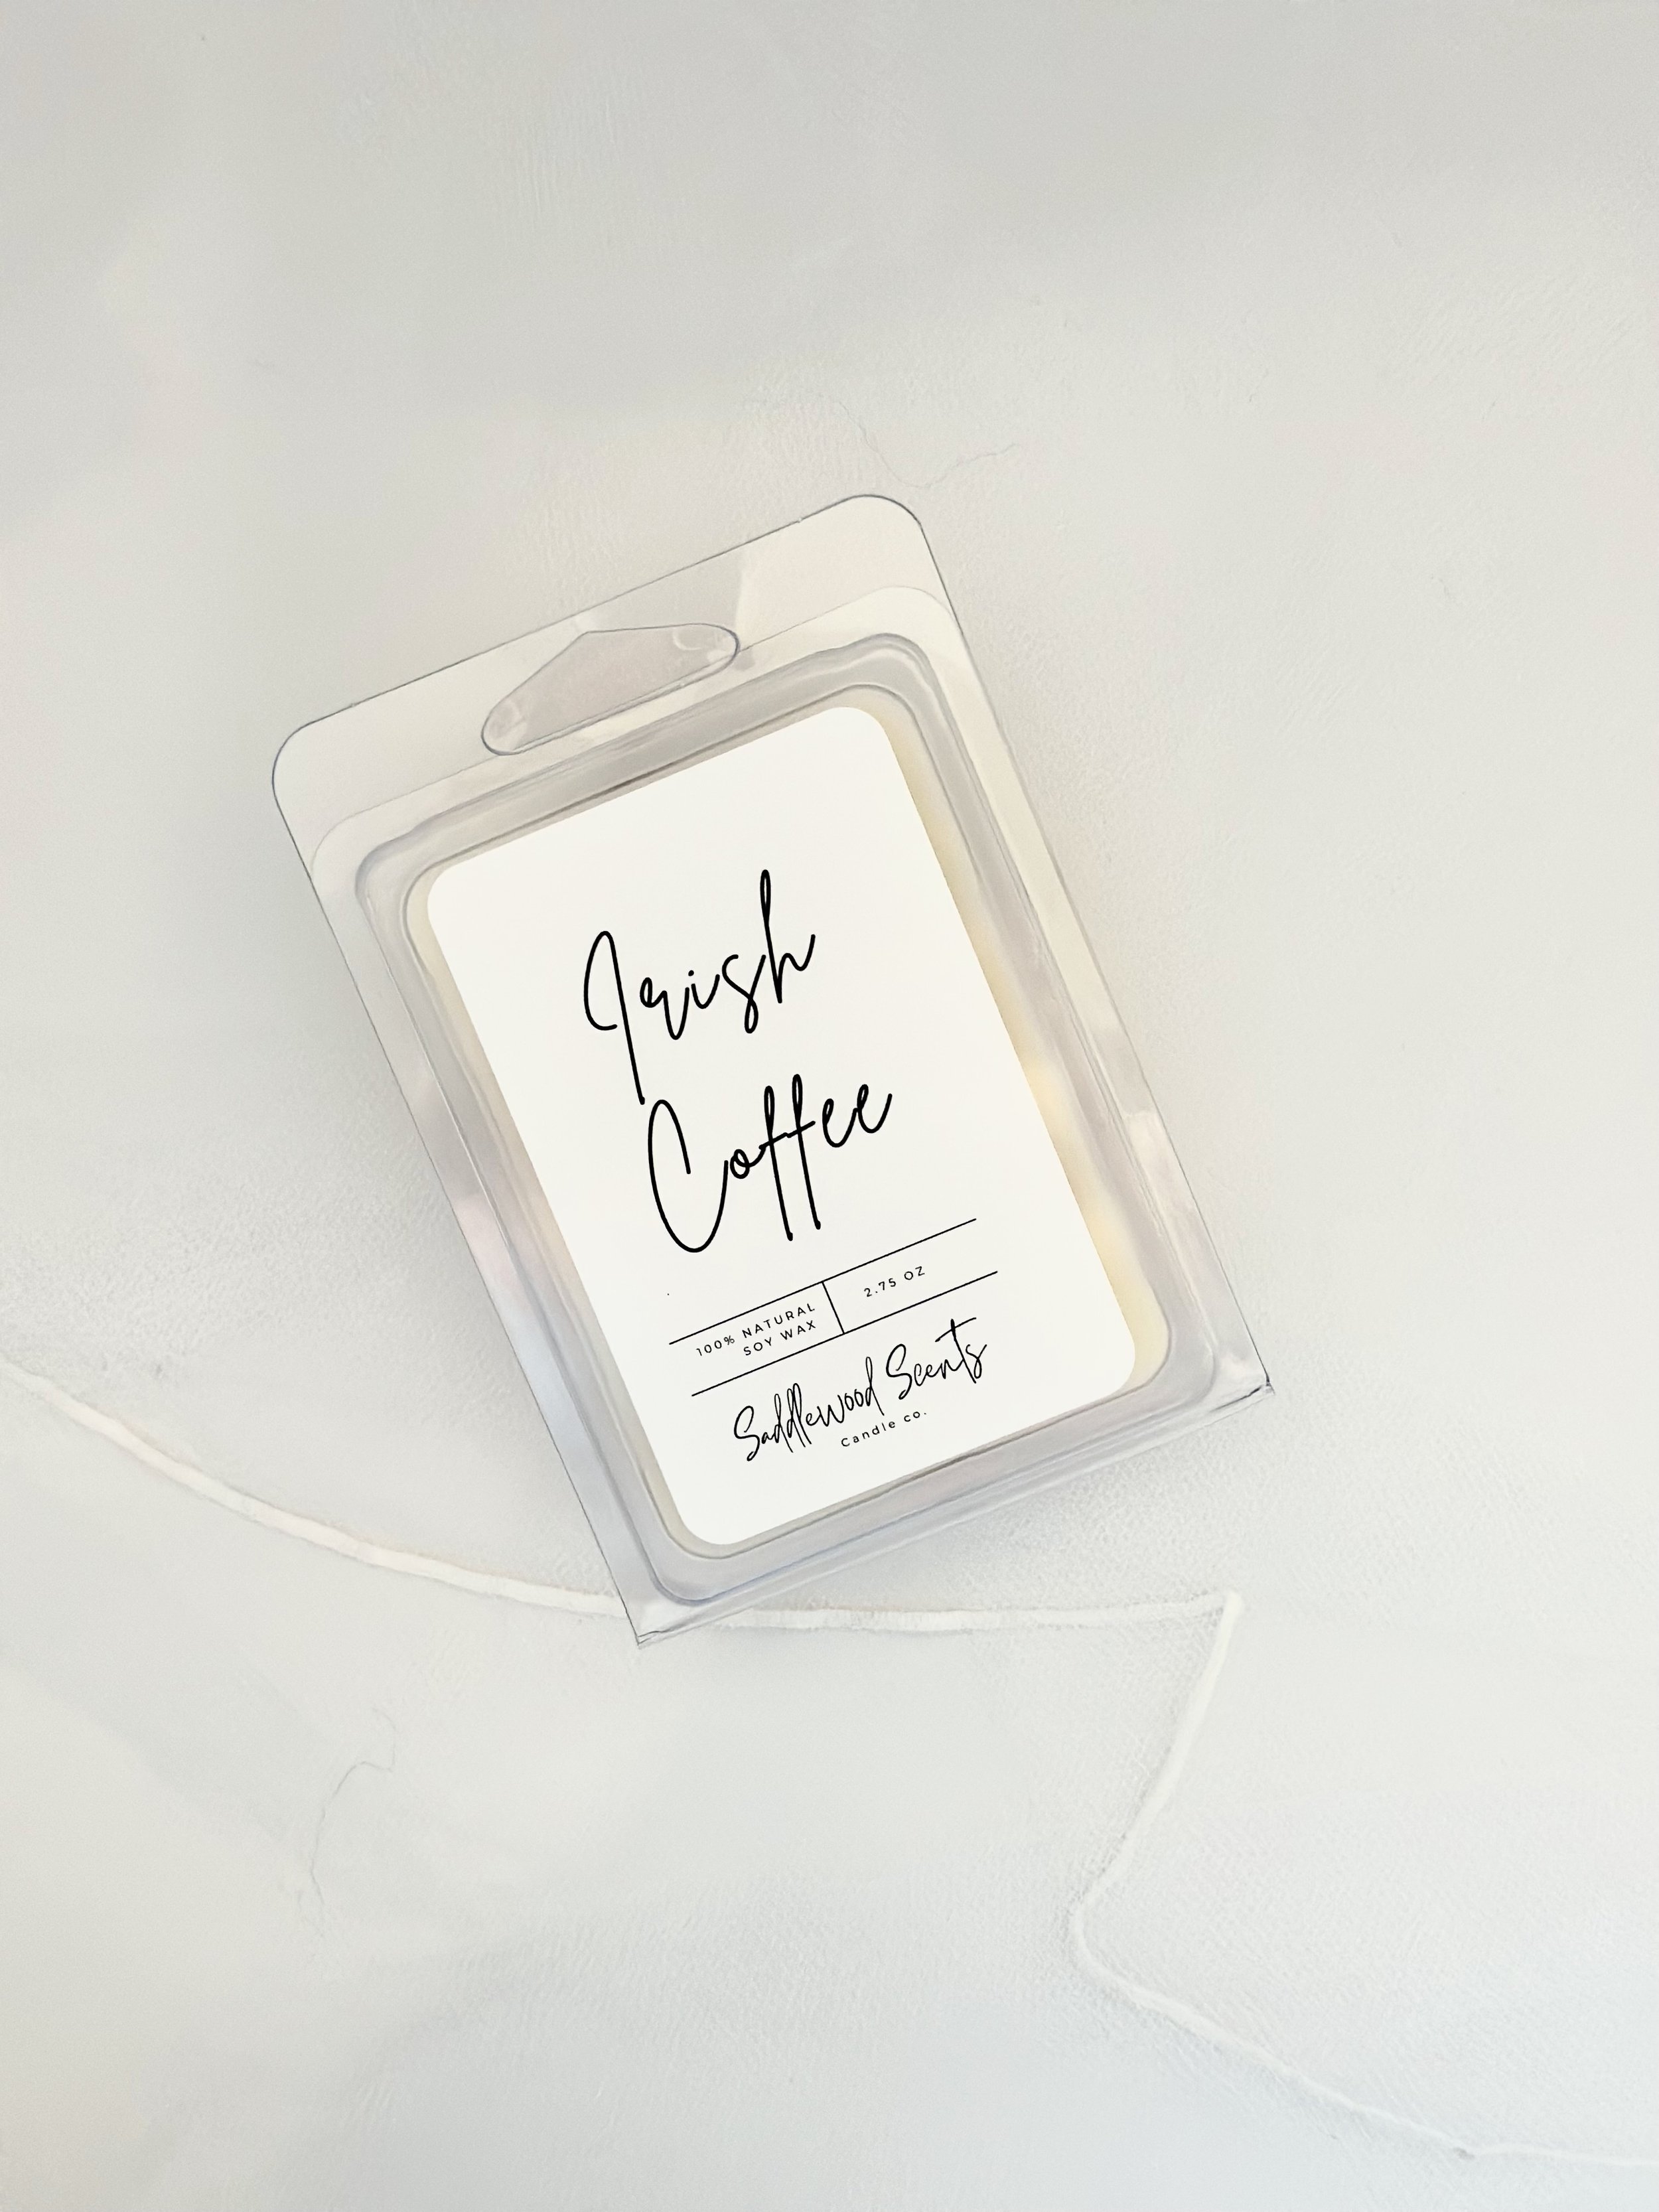 Irish
Coffee
100% NATURAL
SOY WAX
2.75 OZ
Saddlewood Scents
Candle co.